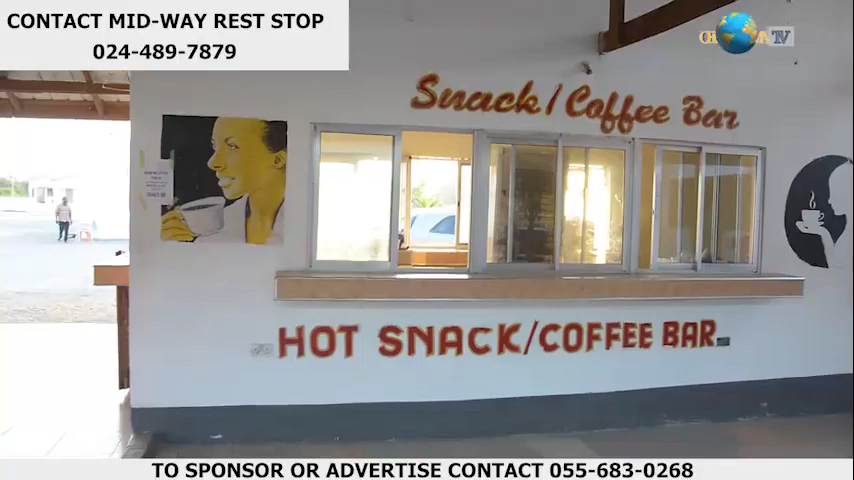 CONTACT MID-WAY REST STOP
024-489-7879
TV
Snack/Coffee Bar
HOT SNACK/COFFEE BAR
TO SPONSOR OR ADVERTISE CONTACT 055-683-0268